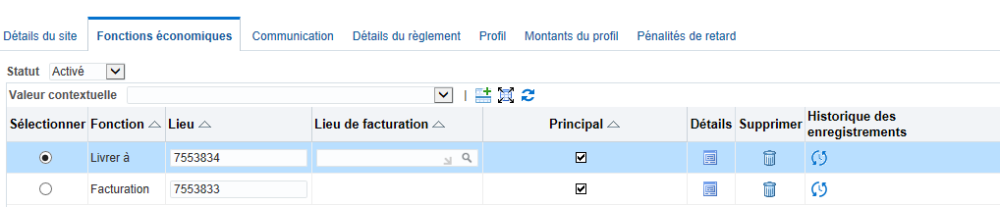 Détails du site Fonctions économiques Communication Détails du règlement Profil Montants du profil Pénalités de retard
Statut Activé
Valeur contextuelle
Sélectionner Fonction Lieu Lieu de facturation Principal Détails Supprimer Historique des enregistrements
Livrer à 7553834
Facturation 7553833